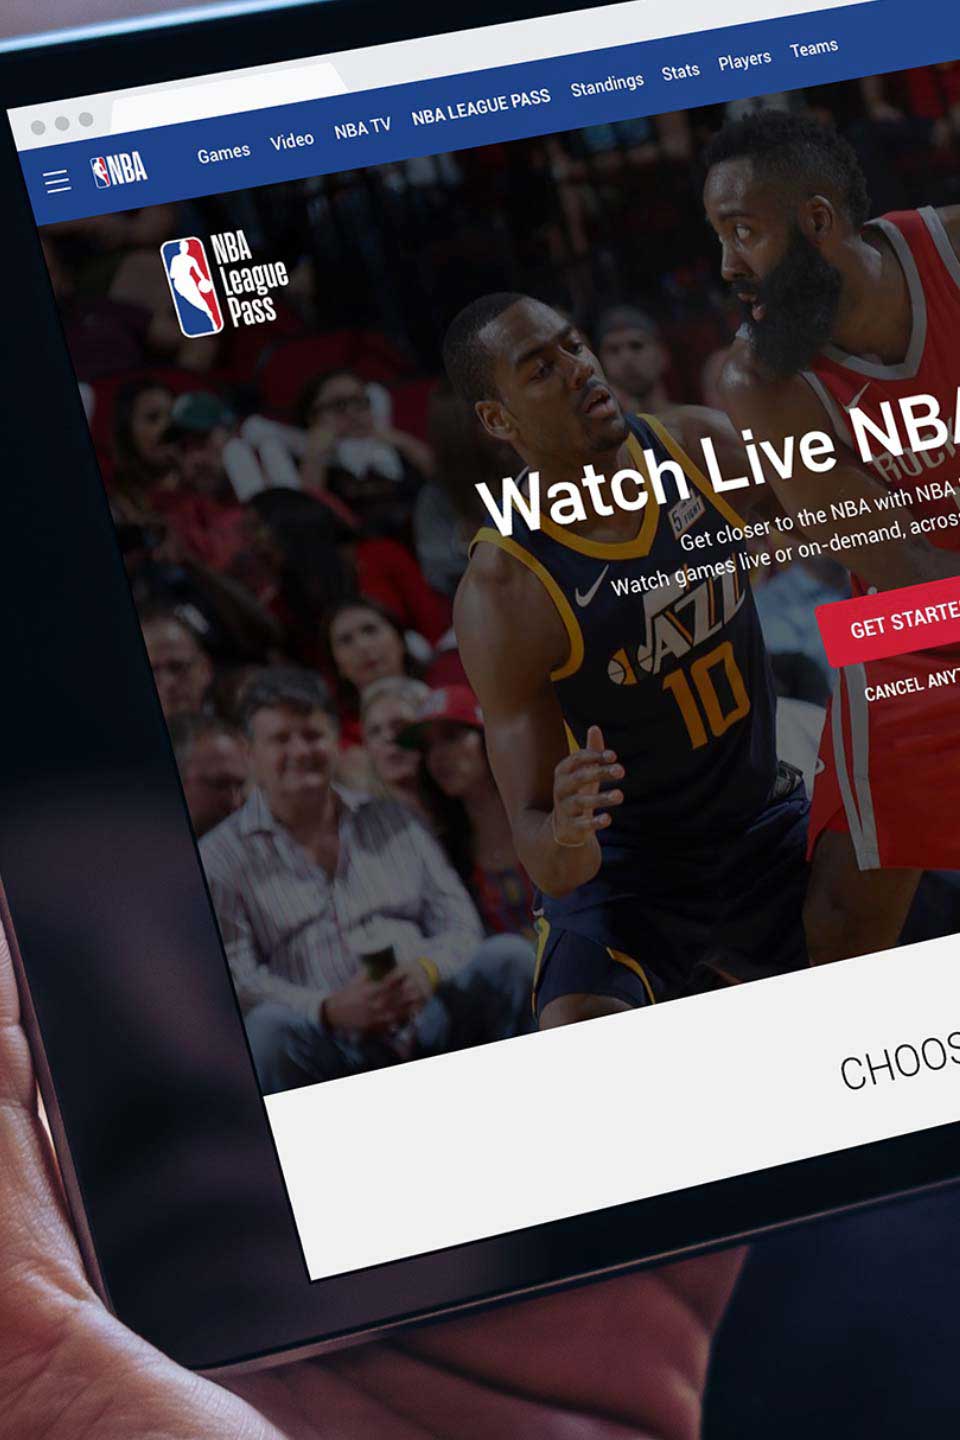 Games Video NBA TV NBA LEAGUE PASS Standings Stats Players Teams
NBA
NBA
League
Pass
Watch Live NBA
Get closer to the NBA with NBA
Watch games live or on-demand, across
GET STARTE
CANCEL ANYT
ROCK
5 FIGHT
JAZZ
10
CHOOS